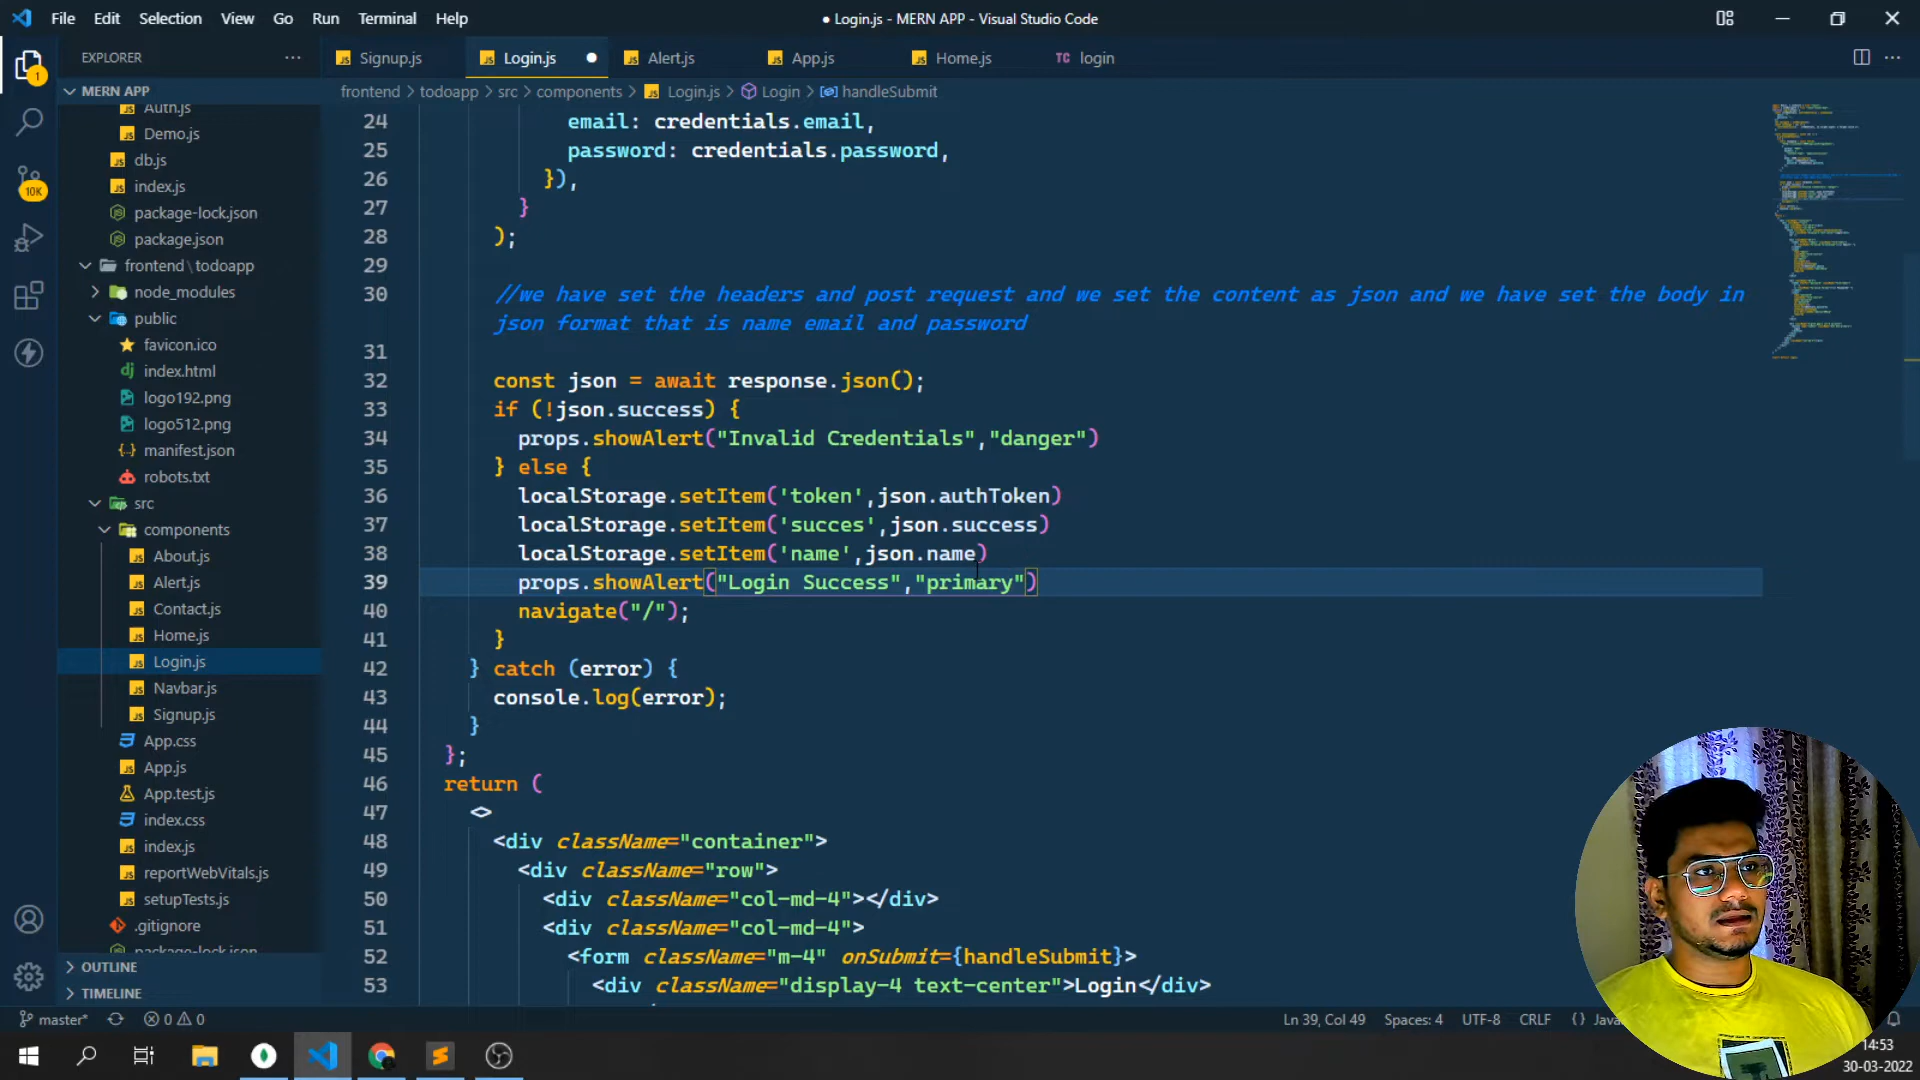 File Edit Selection View Go Run Terminal Help
● Login.js - MERN APP - Visual Studio Code
EXPLORER
1
10K
MERN APP
Auth.js
Demo.js
db.js
index.js
package-lock.json
package.json
frontend \ todoapp
node_modules
public
favicon.ico
index.html
logo192.png
logo512.png
manifest.json
robots.txt
src
components
About.js
Alert.js
Contact.js
Home.js
Login.js
Navbar.js
Signup.js
App.css
App.js
App.test.js
index.css
index.js
reportWebVitals.js
setupTests.js
.gitignore
package-lock.json
OUTLINE
TIMELINE
Signup.js Login.js Alert.js App.js Home.js TC login
frontend > todoapp > src > components > Login.js > Login > handleSubmit
24 email: credentials.email,
25 password: credentials.password,
26 }),
27 }
28 );
29
30 //we have set the headers and post request and we set the content as json and we have set the body in
json format that is name email and password
31
32 const json = await response.json();
33 if (!json.success) {
34 props.showAlert("Invalid Credentials","danger")
35 } else {
36 localStorage.setItem('token',json.authToken)
37 localStorage.setItem('succes',json.success)
38 localStorage.setItem('name',json.name)
39 props.showAlert("Login Success","primary")
40 navigate("/");
41 }
42 } catch (error) {
43 console.log(error);
44 }
45 };
46 return (
47 <>
48 <div className="container">
49 <div className="row">
50 <div className="col-md-4"></div>
51 <div className="col-md-4">
52 <form className="m-4" onSubmit={handleSubmit}>
53 <div className="display-4 text-center">Login</div>
master* 0 0 Ln 39, Col 49 Spaces: 4 UTF-8 CRLF {}
14:53
30-03-2022